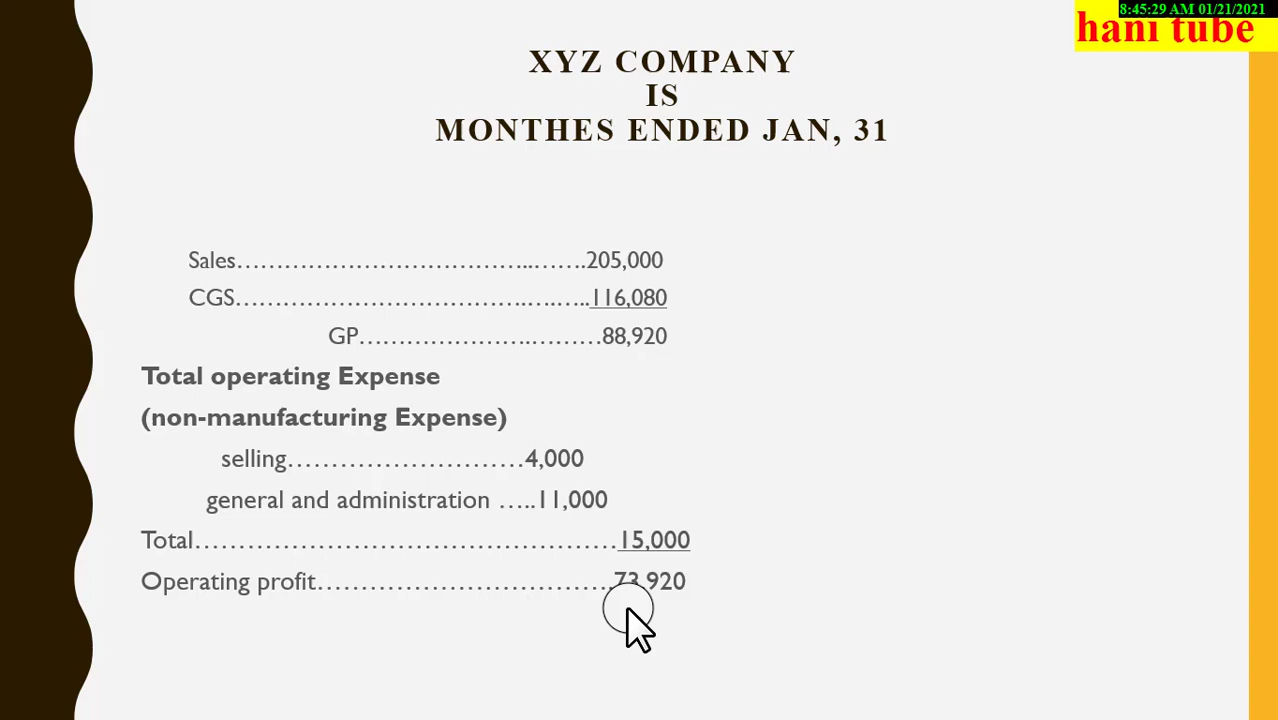 8:45:29 AM 01/21/2021
hani tube
XYZ COMPANY
IS
MONTHES ENDED JAN, 31
Sales……………………………….…...…….205,000
CGS……………………………….….…..116,080
GP………………….………88,920
Total operating Expense
(non-manufacturing Expense)
selling………………………4,000
general and administration …..11,000
Total…………………………………………15,000
Operating profit…………………………….73,920